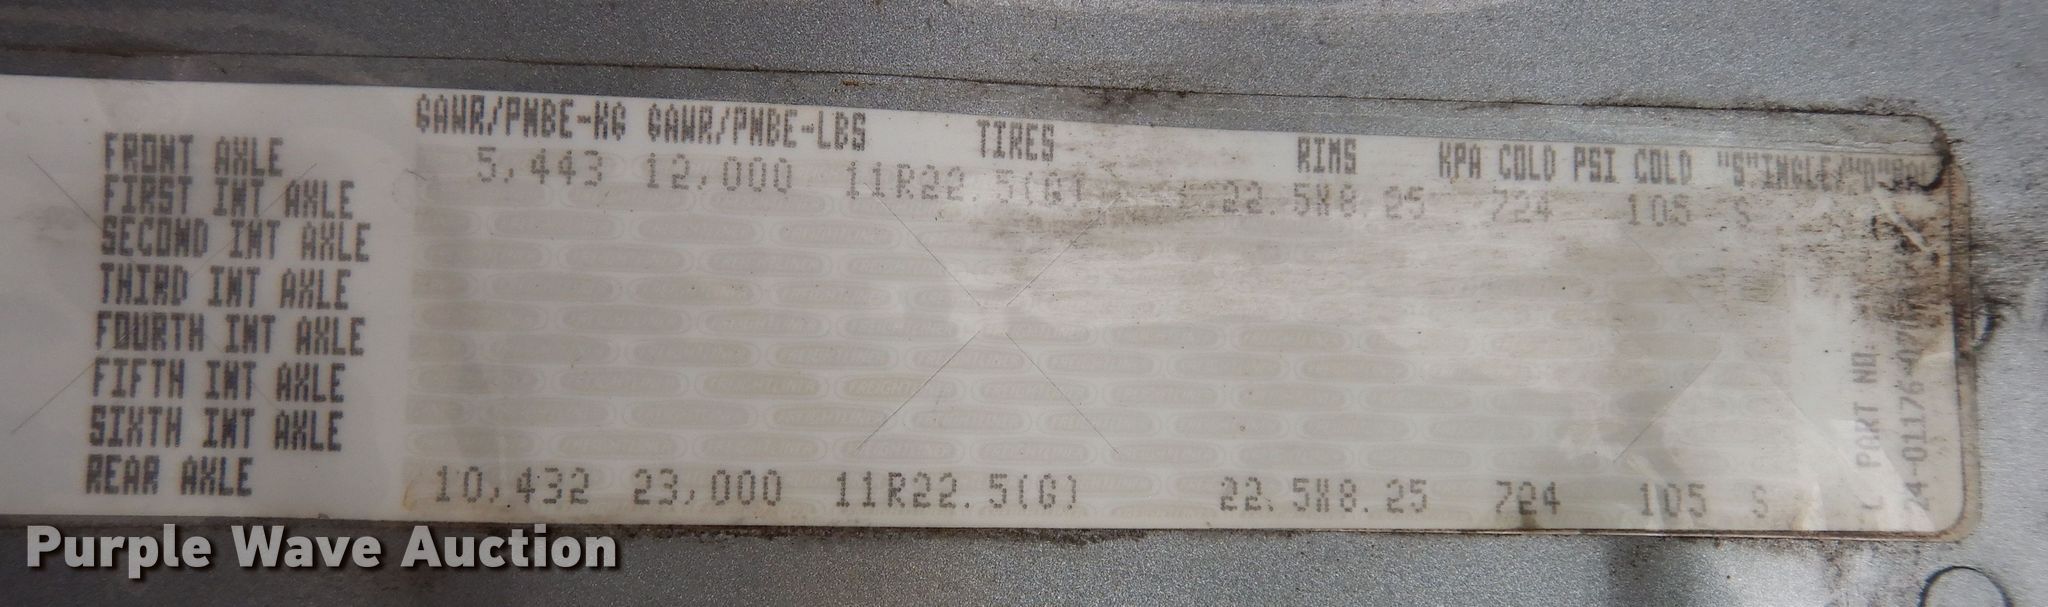 GAWR/PNBE-KG GAWR/PNBE-LBS TIRES RIMS KPA COLD PSI COLD
FRONT AXLE 5,443 12,000 11R22.5(G) 22.5X8.25 724 105 S
FIRST INT AXLE
SECOND INT AXLE
THIRD INT AXLE
FOURTH INT AXLE
FIFTH INT AXLE
SIXTH INT AXLE
REAR AXLE 10,432 23,000 11R22.5(G) 22.5X8.25 724 105 S
PART NO.
Purple Wave Auction